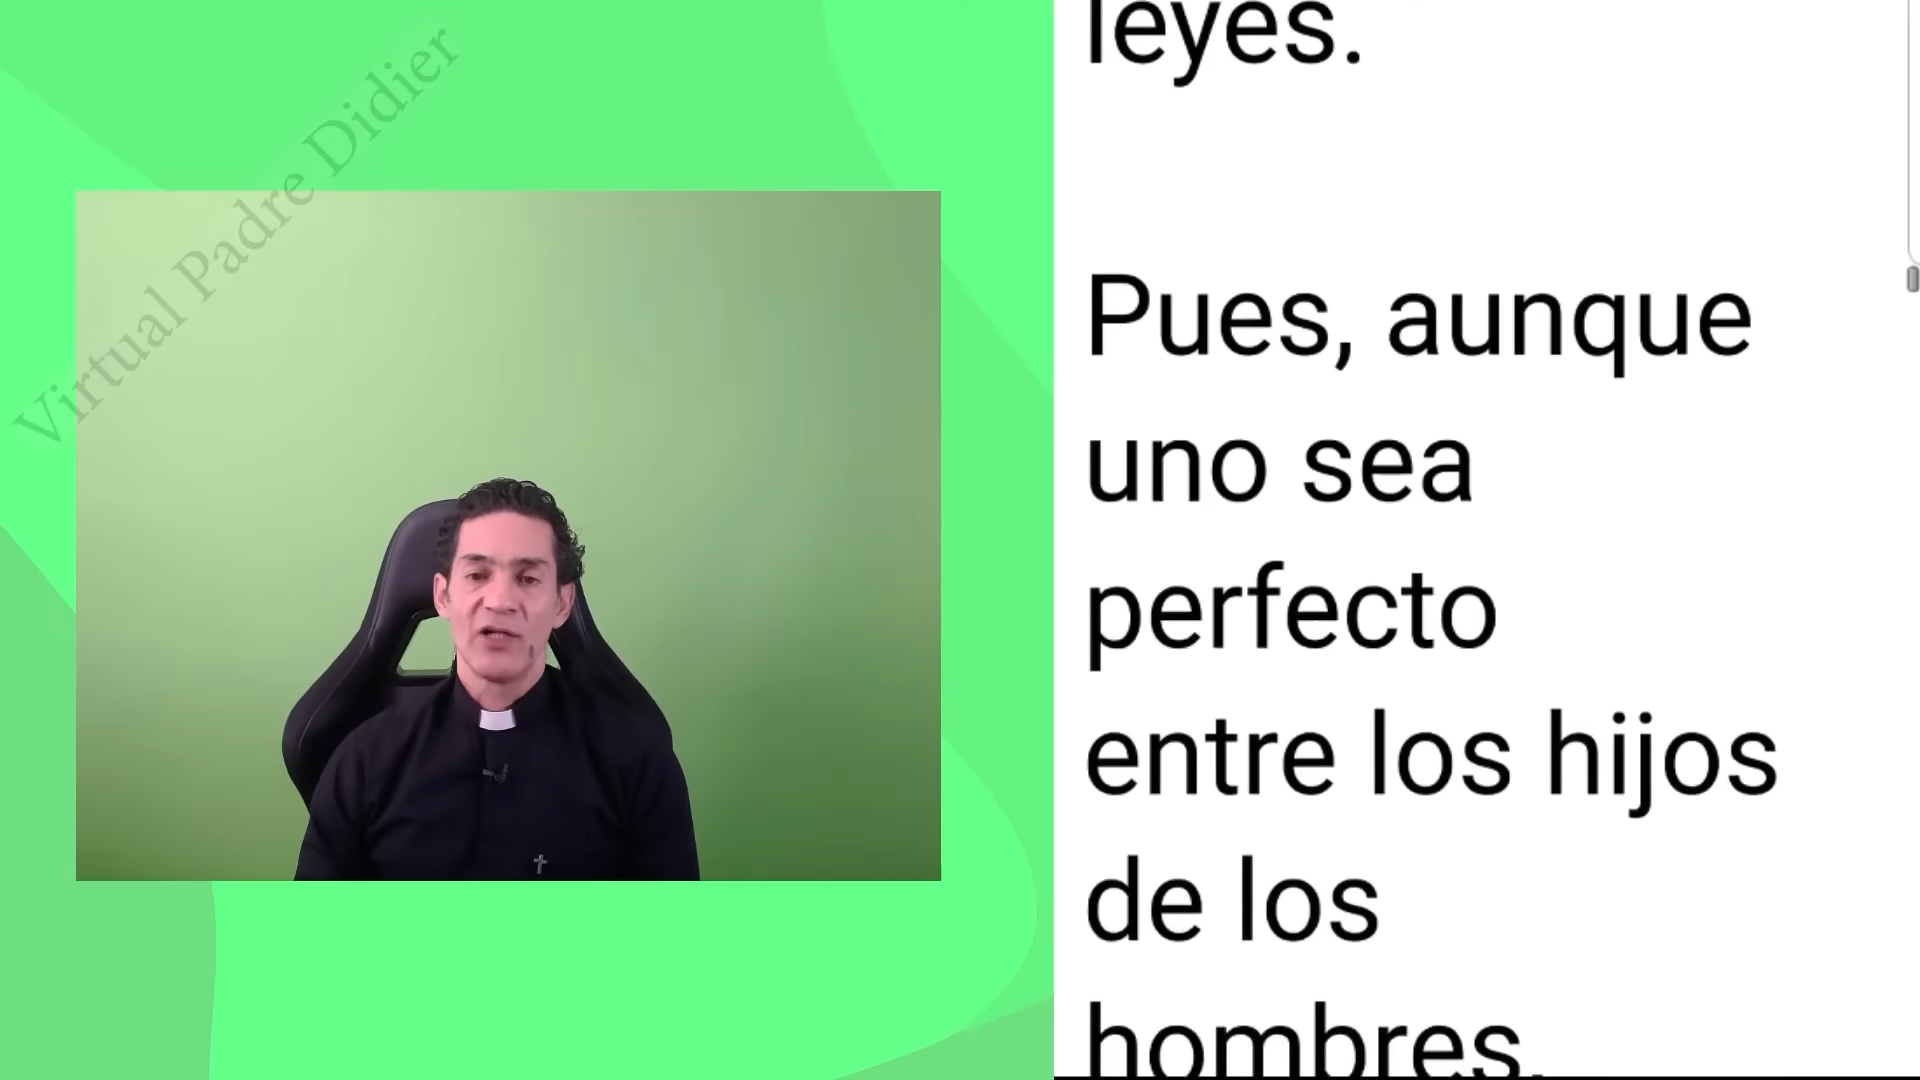 Virtual Padre Didier
leyes.
Pues, aunque
uno sea
perfecto
entre los hijos
de los
hombres,